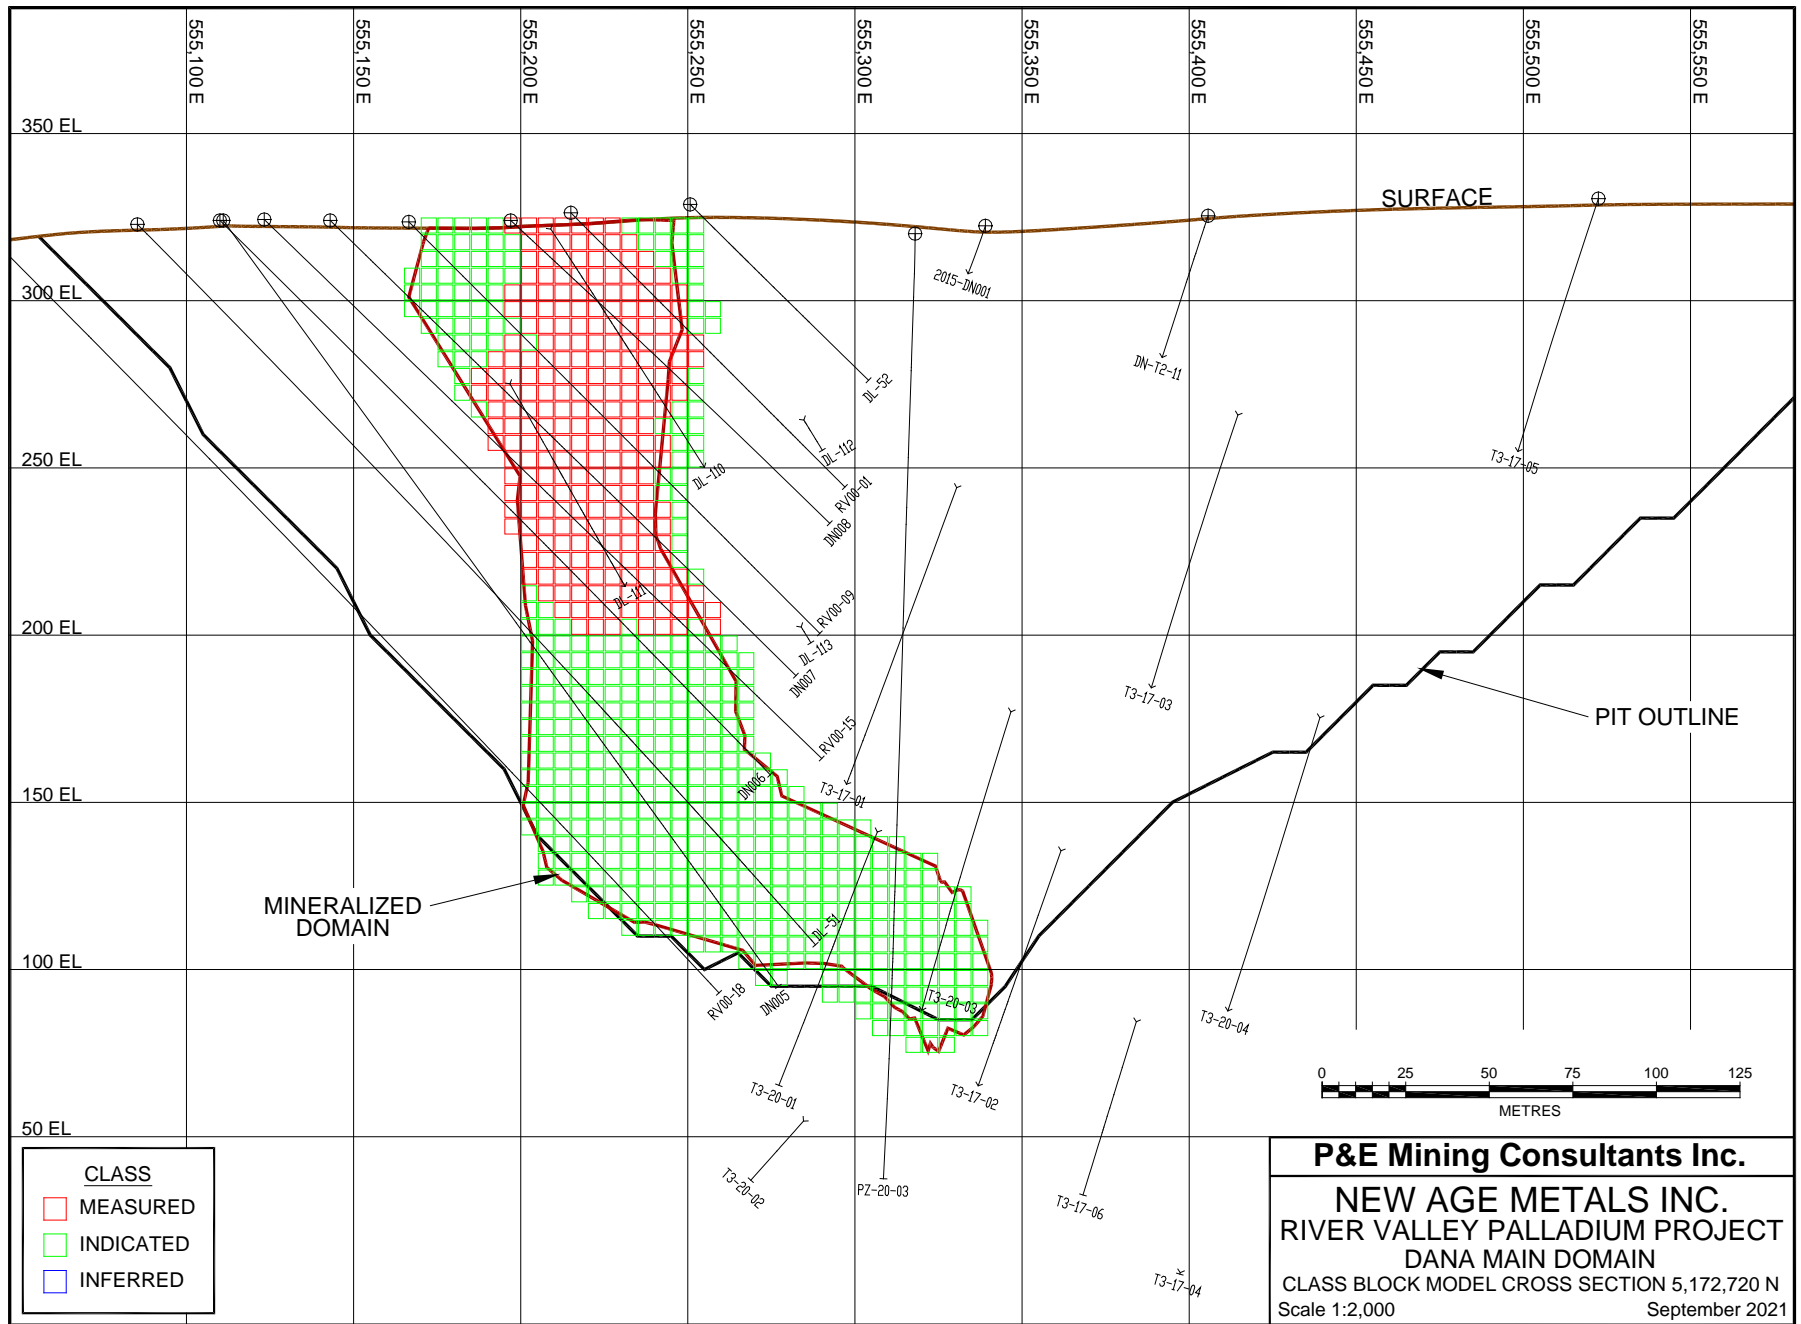 555,100 E
555,150 E
555,200 E
555,250 E
555,300 E
555,350 E
555,400 E
555,450 E
555,500 E
555,550 E
350 EL
SURFACE
300 EL
2015-DN001
DN-T2-11
DL-52
DL-112
250 EL
DL-110
T3-17-05
RV00-01
DN008
DL-111
RV00-09
200 EL
DL-113
DN007
T3-17-03
RV00-15
PIT OUTLINE
DN006
T3-17-01
150 EL
MINERALIZED
DOMAIN
DL-51
100 EL
RV00-18
DN005
T3-20-03
T3-20-04
T3-20-01
T3-17-02
0 25 50 75 100 125
METRES
50 EL
T3-20-02
PZ-20-03
T3-17-06
T3-17-04
CLASS
MEASURED
INDICATED
INFERRED
P&E Mining Consultants Inc.
NEW AGE METALS INC.
RIVER VALLEY PALLADIUM PROJECT
DANA MAIN DOMAIN
CLASS BLOCK MODEL CROSS SECTION 5,172,720 N
Scale 1:2,000 September 2021